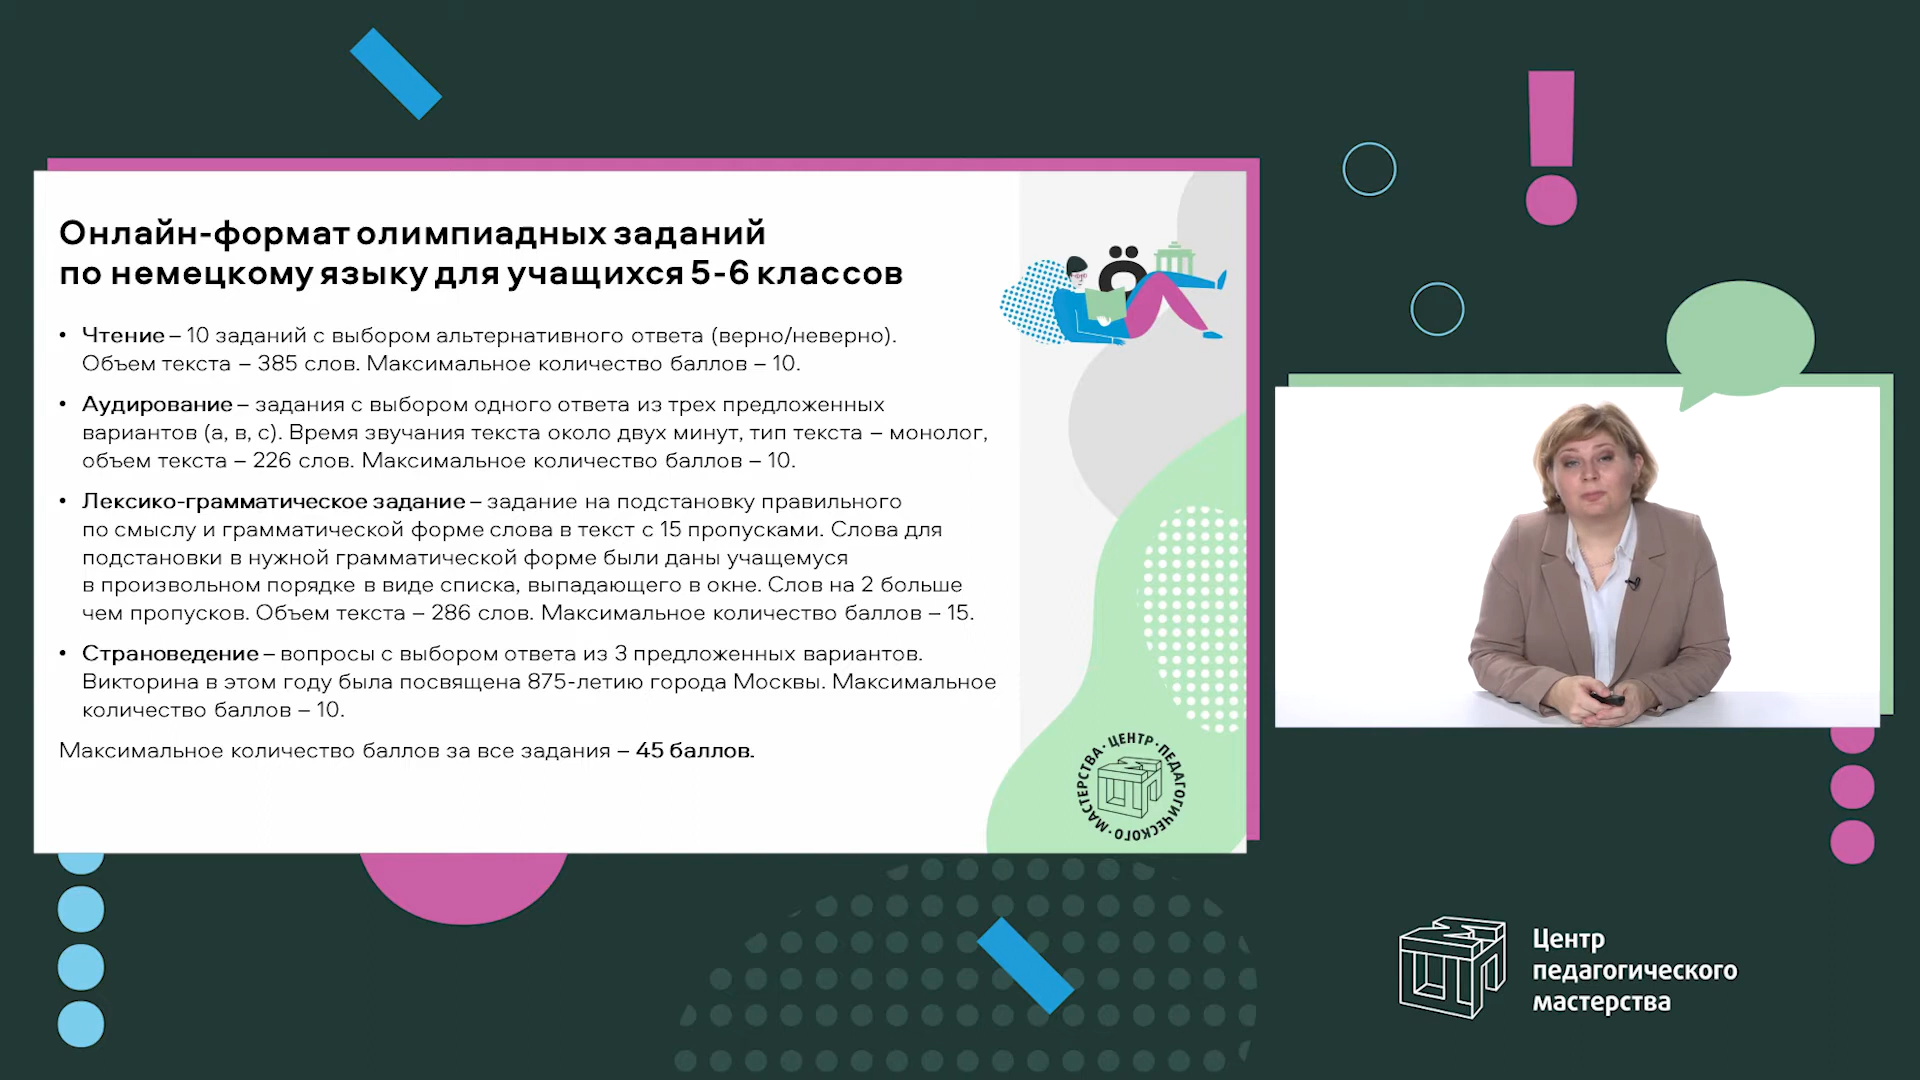 Онлайн-формат олимпиадных заданий
по немецкому языку для учащихся 5-6 классов
• Чтение – 10 заданий с выбором альтернативного ответа (верно/неверно).
Объем текста – 385 слов. Максимальное количество баллов – 10.
• Аудирование – задания с выбором одного ответа из трех предложенных
вариантов (а, в, с). Время звучания текста около двух минут, тип текста – монолог,
объем текста – 226 слов. Максимальное количество баллов – 10.
• Лексико-грамматическое задание – задание на подстановку правильного
по смыслу и грамматической форме слова в текст с 15 пропусками. Слова для
подстановки в нужной грамматической форме были даны учащемуся
в произвольном порядке в виде списка, выпадающего в окне. Слов на 2 больше
чем пропусков. Объем текста – 286 слов. Максимальное количество баллов – 15.
• Страноведение – вопросы с выбором ответа из 3 предложенных вариантов.
Викторина в этом году была посвящена 875-летию города Москвы. Максимальное
количество баллов – 10.
Максимальное количество баллов за все задания – 45 баллов.
ö
ЦЕНТР · ПЕДАГОГИЧЕСКОГО · МАСТЕРСТВА ·
Центр
педагогического
мастерства